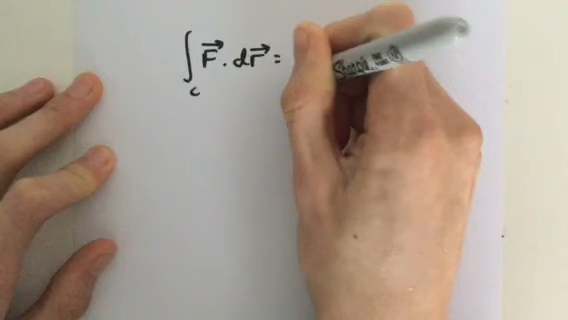 ∫_c F⃗ . dr⃗ =
Sharpie